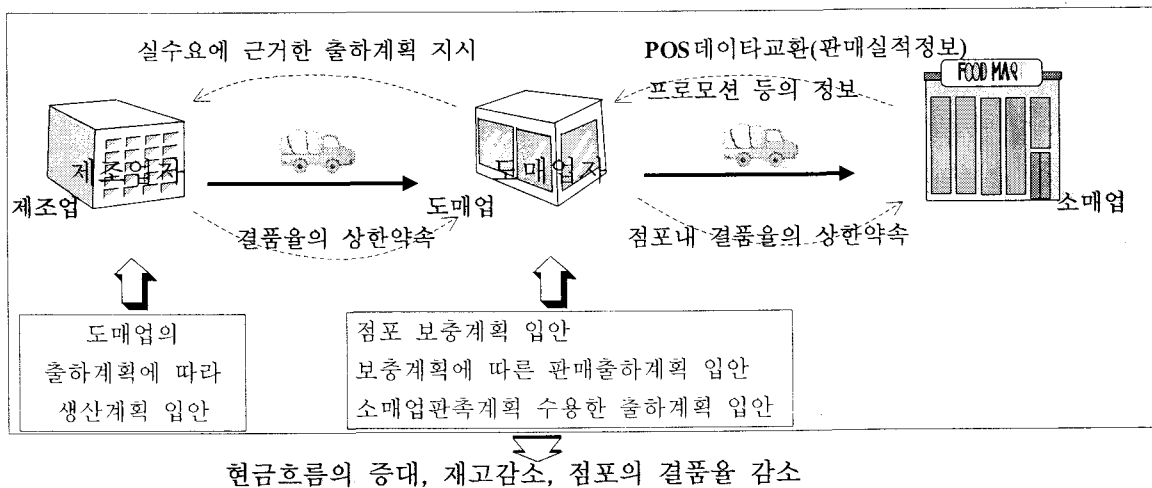 실수요에 근거한 출하계획 지시
POS데이타교환(판매실적정보)
프로모션 등의 정보
FOOD MAR
제조업자
도매업자
제조업
도매업
소매업
결품율의 상한약속
점포내 결품율의 상한약속
도매업의
출하계획에 따라
생산계획 입안
점포 보충계획 입안
보충계획에 따른 판매출하계획 입안
소매업판촉계획 수용한 출하계획 입안
현금흐름의 증대, 재고감소, 점포의 결품율 감소